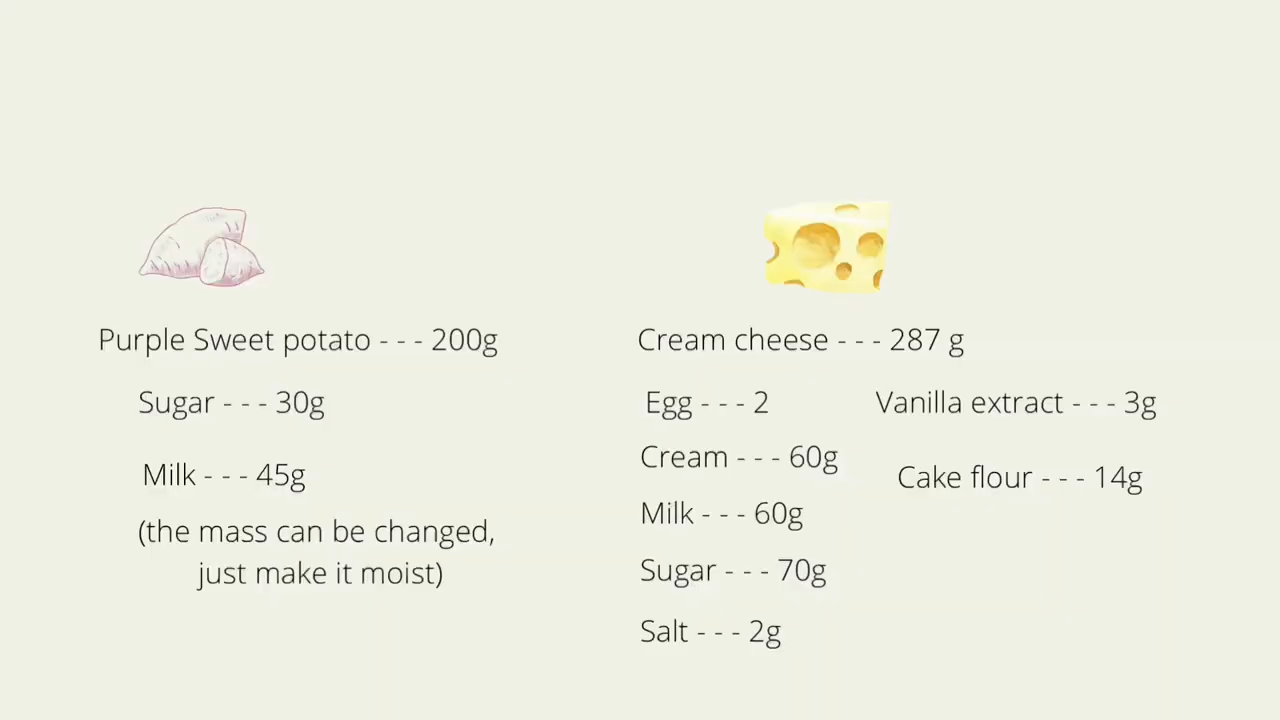 Purple Sweet potato - - - 200g
Sugar - - - 30g
Milk - - - 45g
(the mass can be changed,
just make it moist)
Cream cheese - - - 287 g
Egg - - - 2
Cream - - - 60g
Milk - - - 60g
Sugar - - - 70g
Salt - - - 2g
Vanilla extract - - - 3g
Cake flour - - - 14g